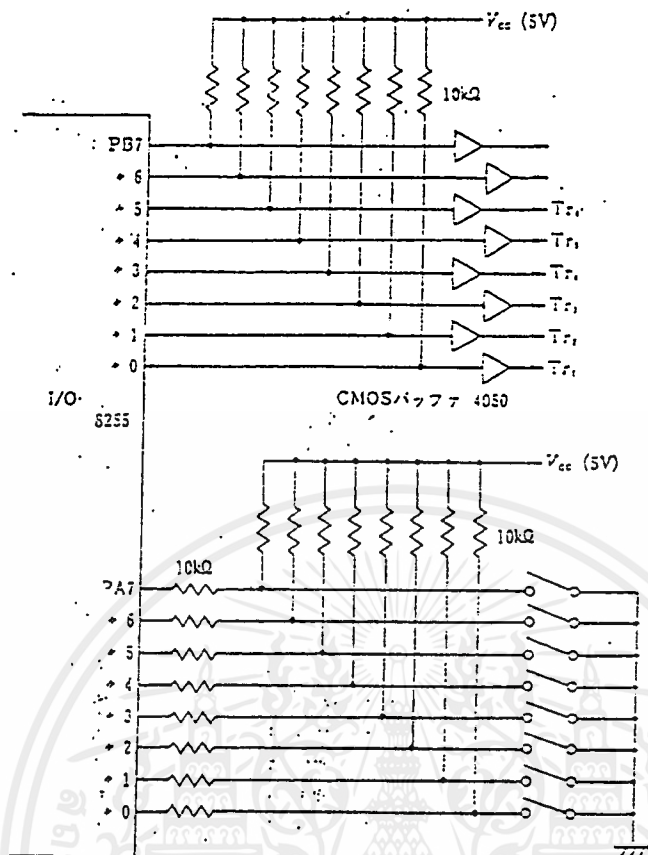 Vcc (5V)
10kΩ
PB7
〃 6
〃 5
Tr₆
〃 4
Tr₅
〃 3
Tr₄
〃 2
Tr₃
〃 1
Tr₂
〃 0
Tr₁
I/O
8255
CMOSバッファ 4050
Vcc (5V)
10kΩ
10kΩ
PA7
〃 6
〃 5
〃 4
〃 3
〃 2
〃 1
〃 0